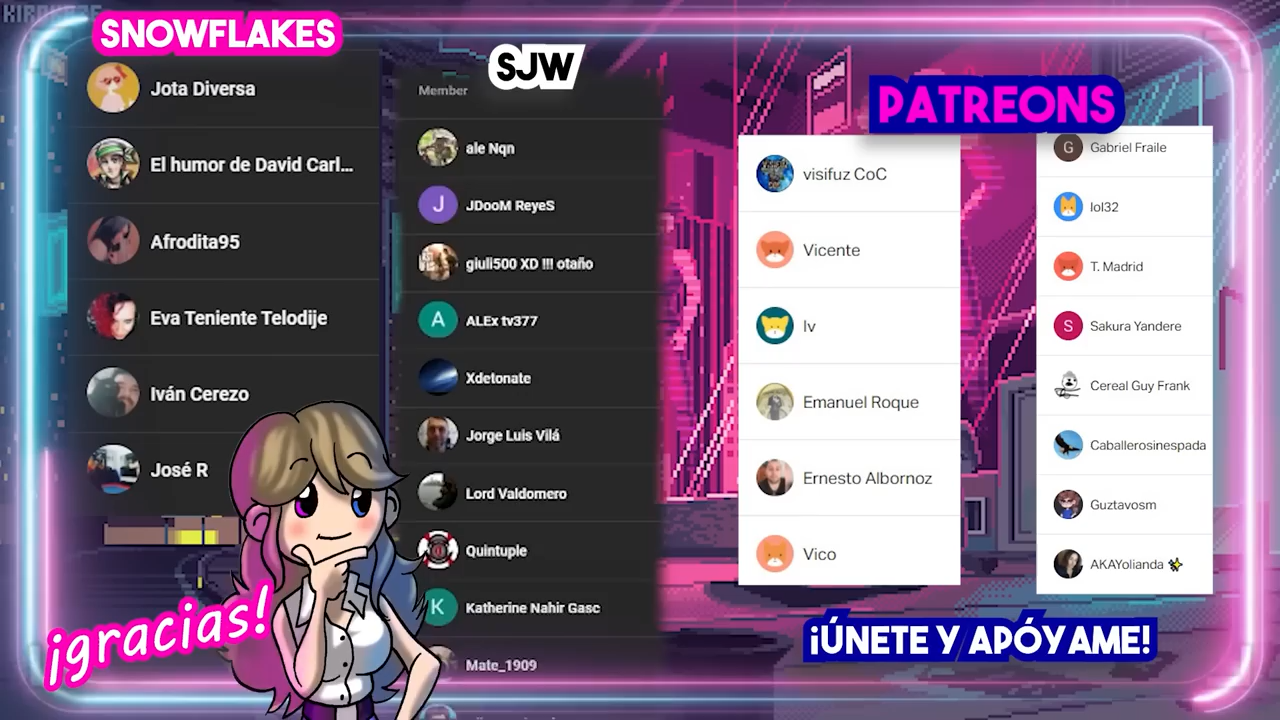 SNOWFLAKES
Jota Diversa
El humor de David Carl...
Afrodita95
Eva Teniente Telodije
Iván Cerezo
José R
¡gracias!
SJW
Member
ale Nqn
J
JDooM ReyeS
giuli500 XD !!! otaño
A
ALEx tv377
Xdetonate
Jorge Luis Vilá
Lord Valdomero
Quintuple
K
Katherine Nahir Gasc
Mate_1909
PATREONS
visifuz CoC
Vicente
Iv
Emanuel Roque
Ernesto Albornoz
Vico
G
Gabriel Fraile
lol32
T. Madrid
S
Sakura Yandere
Cereal Guy Frank
Caballerosinespada
Guztavosm
AKAYolianda ✨
¡ÚNETE Y APÓYAME!